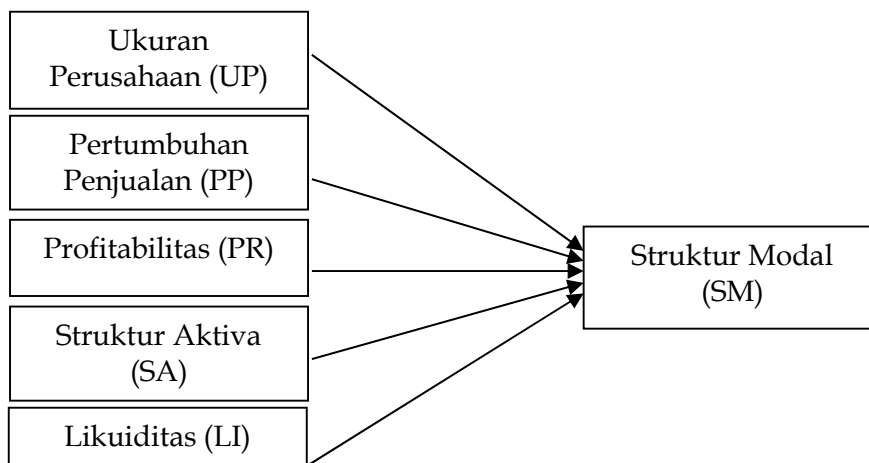 Ukuran
Perusahaan (UP)
Pertumbuhan
Penjualan (PP)
Profitabilitas (PR)
Struktur Aktiva
(SA)
Likuiditas (LI)
Struktur Modal
(SM)